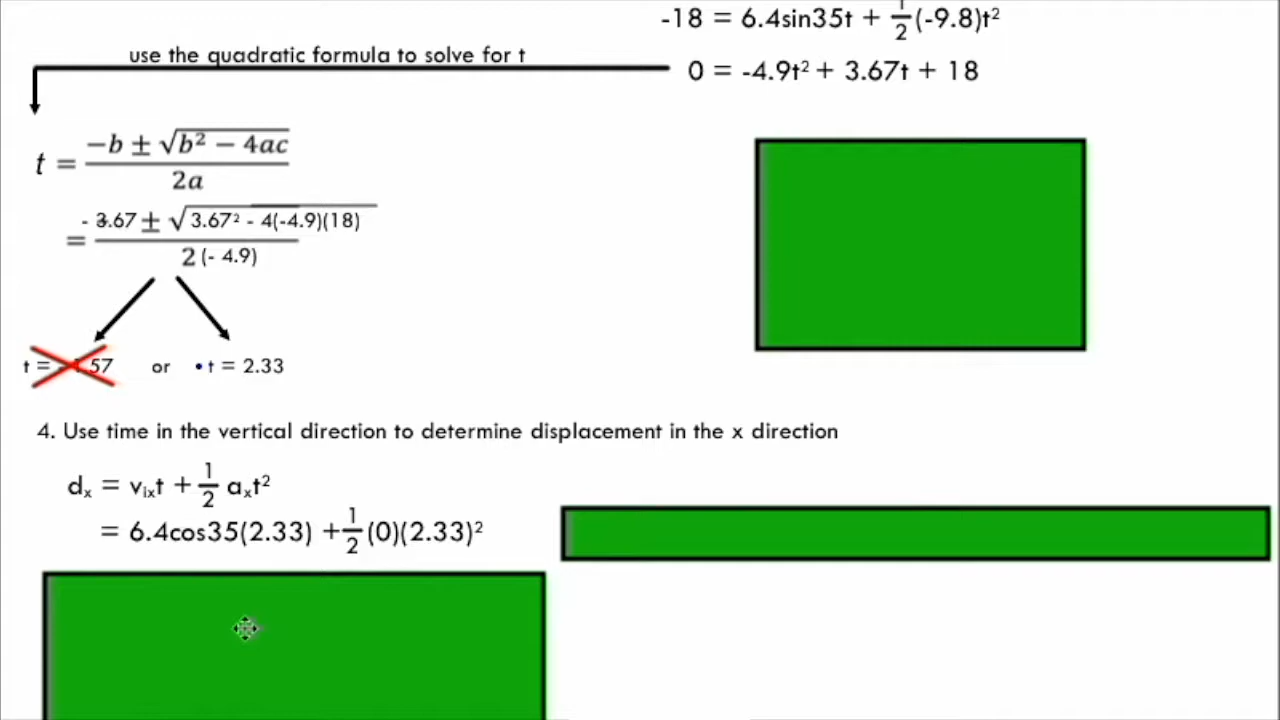 -18 = 6.4sin35t + 1/2(-9.8)t²
use the quadratic formula to solve for t
0 = -4.9t² + 3.67t + 18
t = (-b ± √(b² − 4ac)) / 2a
= (- 3.67 ± √(3.67² - 4(-4.9)(18))) / 2 (- 4.9)
t = 57 or • t = 2.33
4. Use time in the vertical direction to determine displacement in the x direction
dₓ = vᵢₓt + 1/2 aₓt²
= 6.4cos35(2.33) + 1/2 (0)(2.33)²